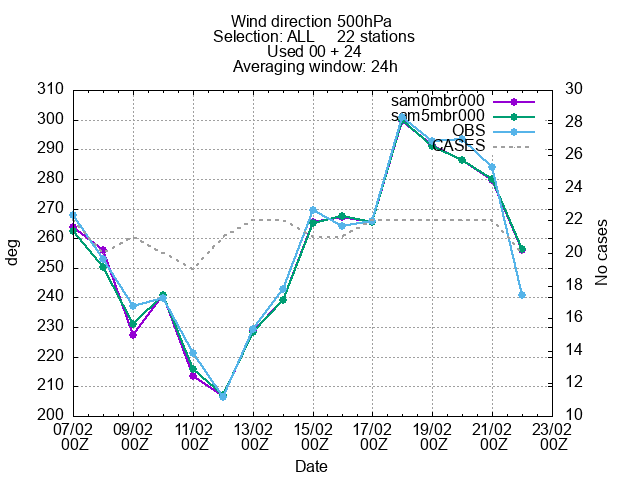 Wind direction 500hPa
Selection: ALL 22 stations
Used 00 + 24
Averaging window: 24h
310 30
sam0mbr000
300 sam5mbr000 28
OBS
290 CASES 26
280 24
270 22
260 20
250 18
240 16
230 14
220 12
210
200 10
deg
No cases
07/02 09/02 11/02 13/02 15/02 17/02 19/02 21/02 23/02
00Z 00Z 00Z 00Z 00Z 00Z 00Z 00Z 00Z
Date